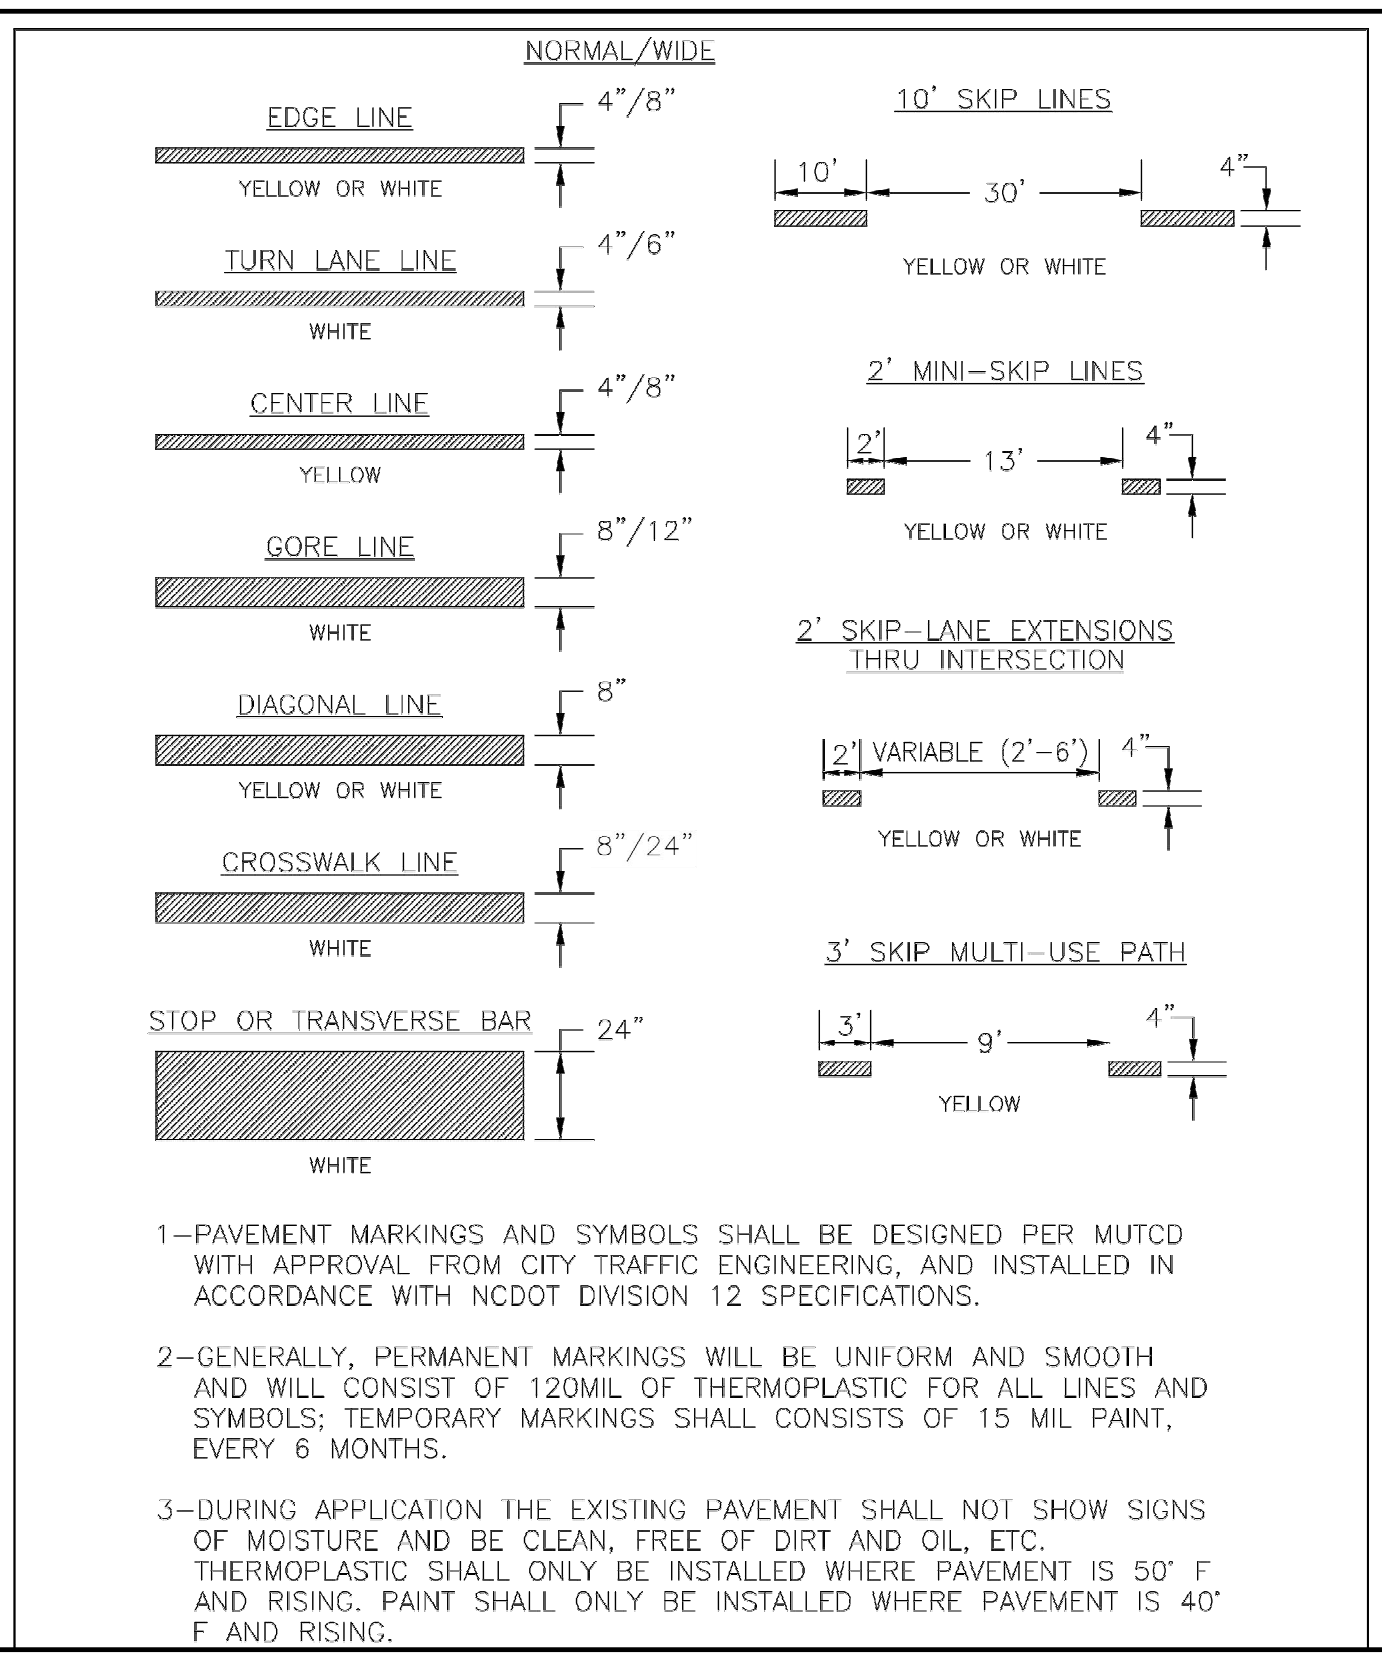 NORMAL/WIDE
EDGE LINE
4"/8"
YELLOW OR WHITE
TURN LANE LINE
4"/6"
WHITE
CENTER LINE
4"/8"
YELLOW
GORE LINE
8"/12"
WHITE
DIAGONAL LINE
8"
YELLOW OR WHITE
CROSSWALK LINE
8"/24"
WHITE
STOP OR TRANSVERSE BAR
24"
WHITE
10' SKIP LINES
10'
30'
4"
YELLOW OR WHITE
2' MINI-SKIP LINES
2'
13'
4"
YELLOW OR WHITE
2' SKIP-LANE EXTENSIONS
THRU INTERSECTION
2'
VARIABLE (2'-6')
4"
YELLOW OR WHITE
3' SKIP MULTI-USE PATH
3'
9'
4"
YELLOW
1-PAVEMENT MARKINGS AND SYMBOLS SHALL BE DESIGNED PER MUTCD
WITH APPROVAL FROM CITY TRAFFIC ENGINEERING, AND INSTALLED IN
ACCORDANCE WITH NCDOT DIVISION 12 SPECIFICATIONS.
2-GENERALLY, PERMANENT MARKINGS WILL BE UNIFORM AND SMOOTH
AND WILL CONSIST OF 120MIL OF THERMOPLASTIC FOR ALL LINES AND
SYMBOLS; TEMPORARY MARKINGS SHALL CONSISTS OF 15 MIL PAINT,
EVERY 6 MONTHS.
3-DURING APPLICATION THE EXISTING PAVEMENT SHALL NOT SHOW SIGNS
OF MOISTURE AND BE CLEAN, FREE OF DIRT AND OIL, ETC.
THERMOPLASTIC SHALL ONLY BE INSTALLED WHERE PAVEMENT IS 50° F
AND RISING. PAINT SHALL ONLY BE INSTALLED WHERE PAVEMENT IS 40°
F AND RISING.